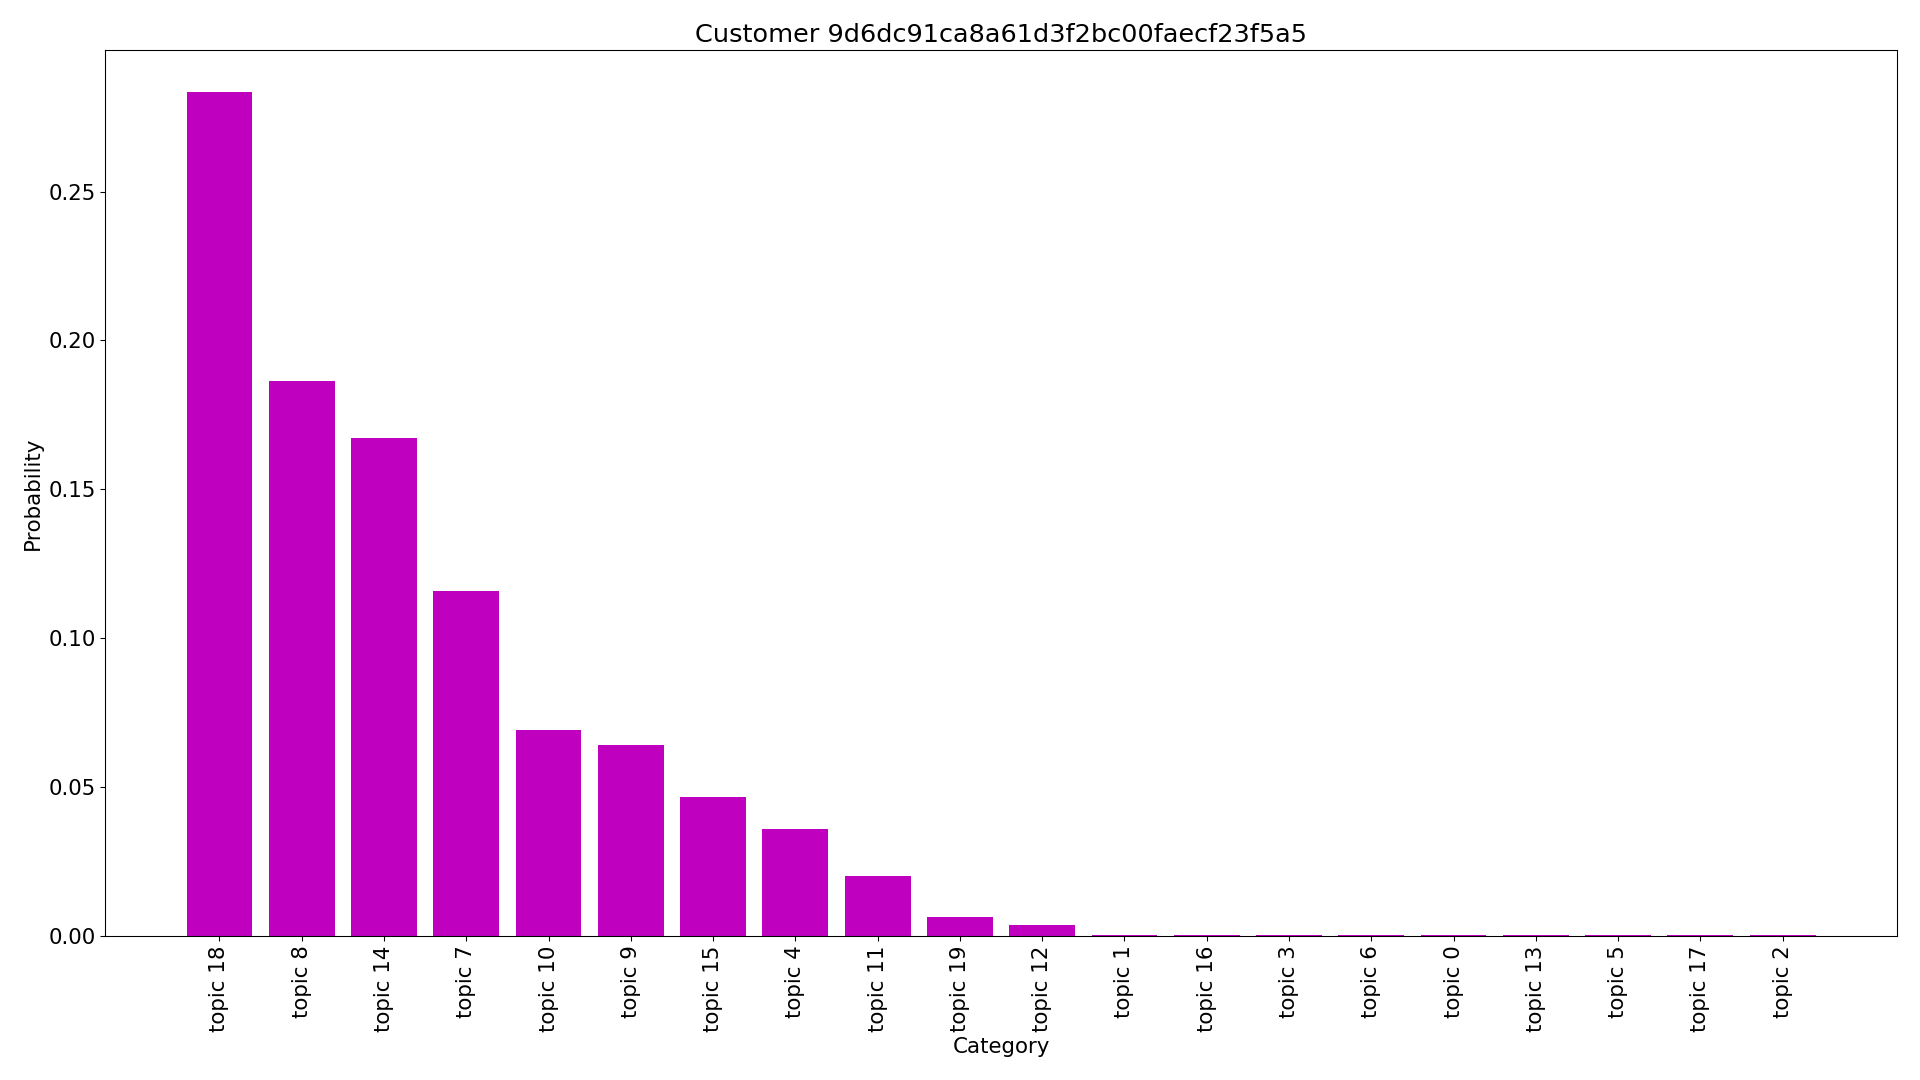 Customer 9d6dc91ca8a61d3f2bc00faecf23f5a5
Probability
0.25
0.20
0.15
0.10
0.05
0.00
topic 18
topic 8
topic 14
topic 7
topic 10
topic 9
topic 15
topic 4
topic 11
topic 19
topic 12
topic 1
topic 16
topic 3
topic 6
topic 0
topic 13
topic 5
topic 17
topic 2
Category